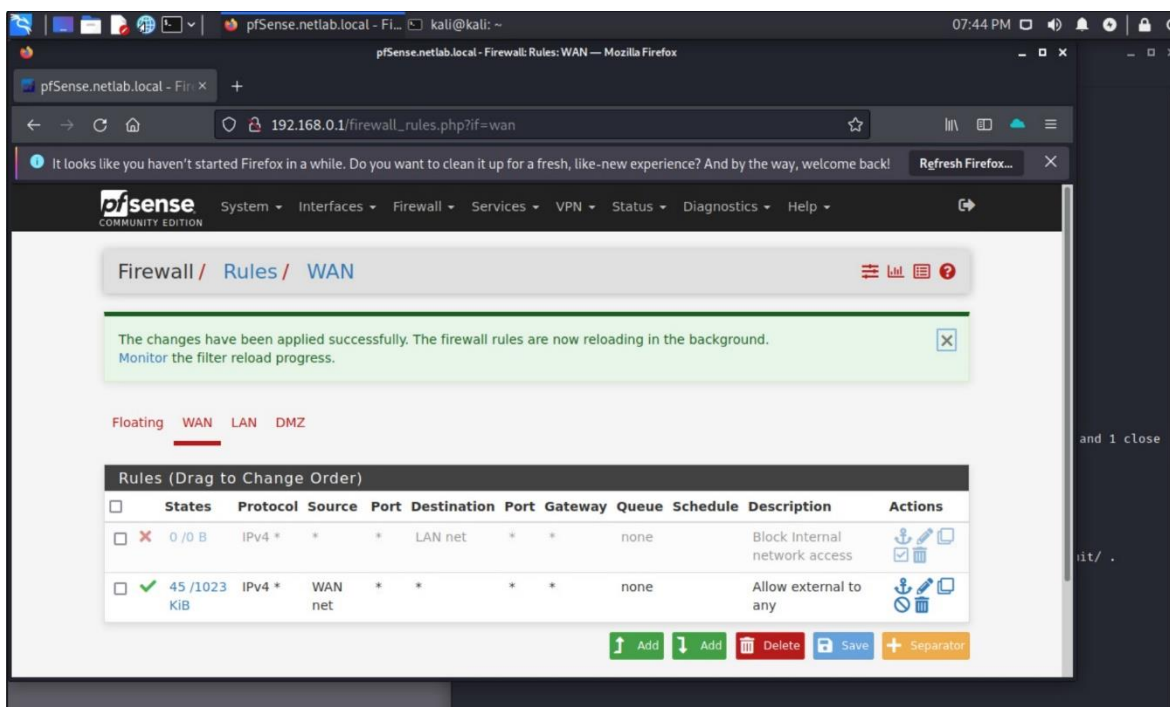 pfSense.netlab.local - Fi... kali@kali: ~ 07:44 PM
pfSense.netlab.local - Firewall: Rules: WAN — Mozilla Firefox
pfSense.netlab.local - Fir
192.168.0.1/firewall_rules.php?if=wan
It looks like you haven't started Firefox in a while. Do you want to clean it up for a fresh, like-new experience? And by the way, welcome back! Refresh Firefox...
pfsense System Interfaces Firewall Services VPN Status Diagnostics Help
COMMUNITY EDITION
Firewall / Rules / WAN
The changes have been applied successfully. The firewall rules are now reloading in the background.
Monitor the filter reload progress.
Floating WAN LAN DMZ
and 1 close
Rules (Drag to Change Order)
States Protocol Source Port Destination Port Gateway Queue Schedule Description Actions
0 /0 B IPv4 * * * LAN net * * none Block Internal
network access
it/ .
45 /1023 IPv4 * WAN * * * * none Allow external to
KiB net any
Add Add Delete Save Separator